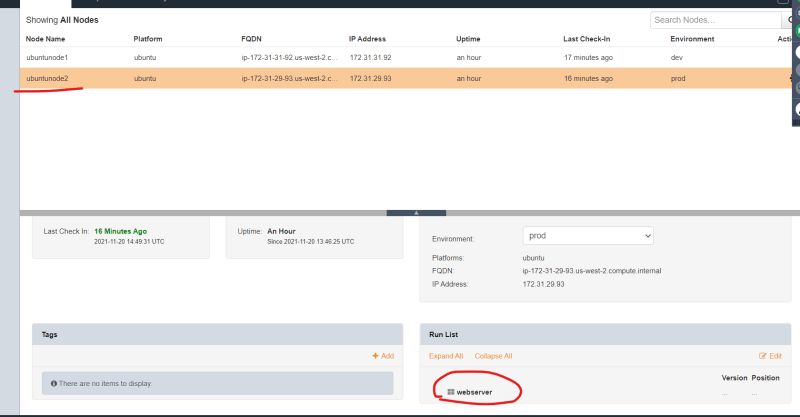 Showing All Nodes
Search Nodes...
Node Name Platform FQDN IP Address Uptime Last Check-In Environment
ubuntunode1 ubuntu ip-172-31-31-92.us-west-2.c... 172.31.31.92 an hour 17 minutes ago dev
ubuntunode2 ubuntu ip-172-31-29-93.us-west-2.c... 172.31.29.93 an hour 16 minutes ago prod
Last Check In: 16 Minutes Ago
2021-11-20 14:49:31 UTC
Uptime: An Hour
Since 2021-11-20 13:46:25 UTC
Environment: prod
Platforms: ubuntu
FQDN: ip-172-31-29-93.us-west-2.compute.internal
IP Address: 172.31.29.93
Tags
+ Add
There are no items to display.
Run List
Expand All Collapse All Edit
Version Position
webserver ... ...